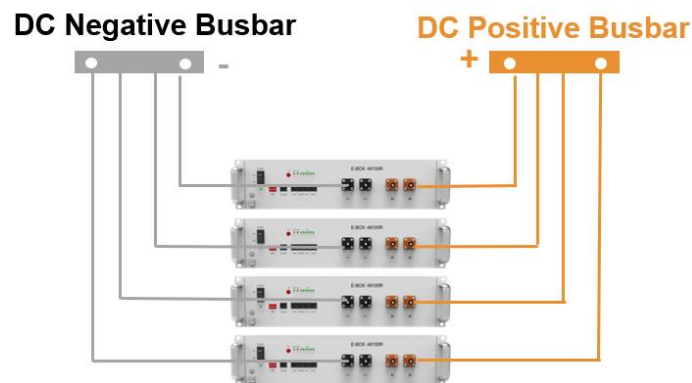 DC Negative Busbar
DC Positive Busbar
-
+
E-BOX 48100R
E-BOX 48100R
E-BOX 48100R
E-BOX 48100R